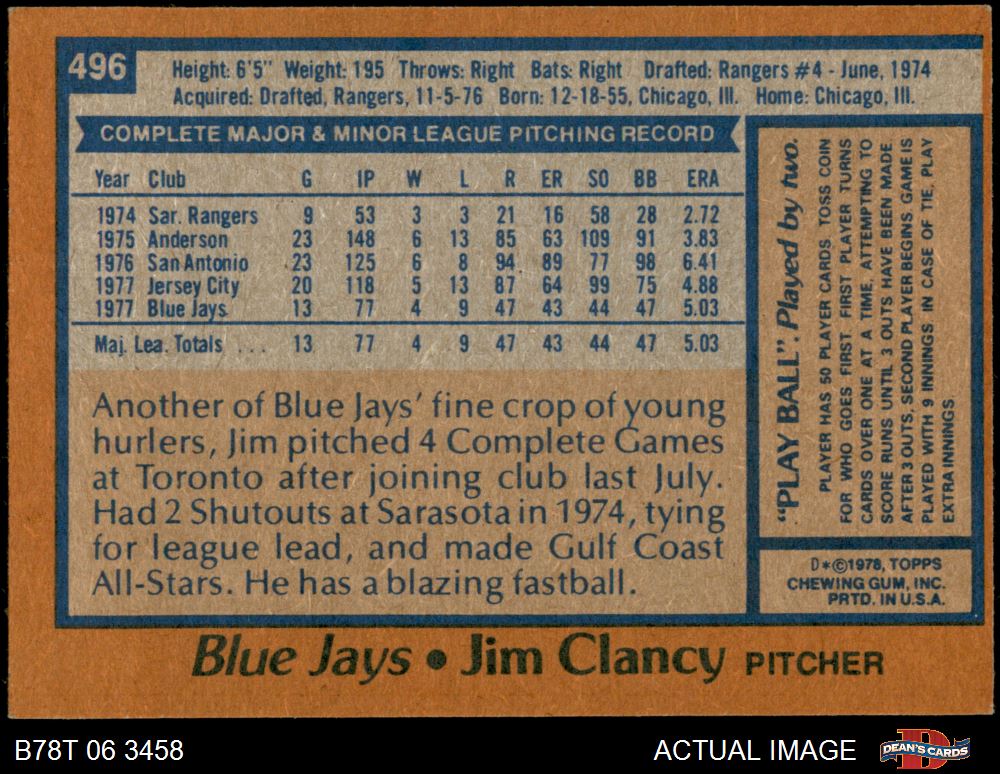 496
Height: 6'5" Weight: 195 Throws: Right Bats: Right Drafted: Rangers #4 - June, 1974
Acquired: Drafted, Rangers, 11-5-76 Born: 12-18-55, Chicago, Ill. Home: Chicago, Ill.
COMPLETE MAJOR & MINOR LEAGUE PITCHING RECORD
Year Club G IP W L R ER SO BB ERA
1974 Sar. Rangers 9 53 3 3 21 16 58 28 2.72
1975 Anderson 23 148 6 13 85 63 109 91 3.83
1976 San Antonio 23 125 6 8 94 89 77 98 6.41
1977 Jersey City 20 118 5 13 87 64 99 75 4.88
1977 Blue Jays 13 77 4 9 47 43 44 47 5.03
Maj. Lea. Totals ... 13 77 4 9 47 43 44 47 5.03
Another of Blue Jays' fine crop of young
hurlers, Jim pitched 4 Complete Games
at Toronto after joining club last July.
Had 2 Shutouts at Sarasota in 1974, tying
for league lead, and made Gulf Coast
All-Stars. He has a blazing fastball.
"PLAY BALL". Played by two.
PLAYER HAS 50 PLAYER CARDS. TOSS COIN
FOR WHO GOES FIRST. FIRST PLAYER TURNS
CARDS OVER ONE AT A TIME, ATTEMPTING TO
SCORE RUNS UNTIL 3 OUTS HAVE BEEN MADE.
AFTER 3 OUTS, SECOND PLAYER BEGINS. GAME IS
PLAYED WITH 9 INNINGS. IN CASE OF TIE, PLAY
EXTRA INNINGS.
D*©1978, TOPPS
CHEWING GUM, INC.
PRTD. IN U.S.A.
Blue Jays • Jim Clancy PITCHER
B78T 06 3458
ACTUAL IMAGE
D
DEAN'S CARDS